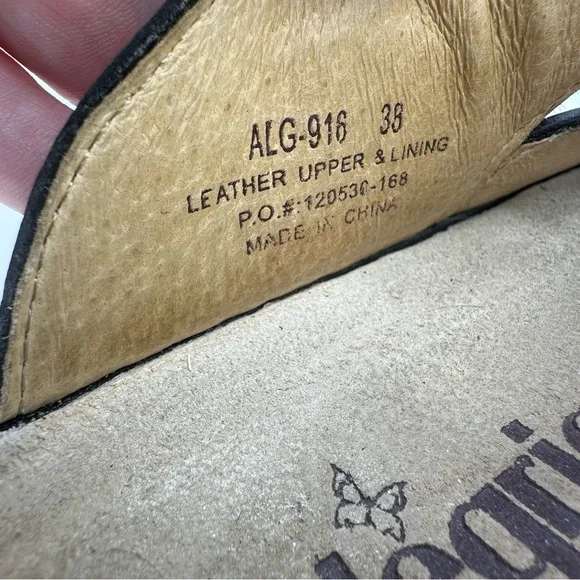 ALG-916 38
LEATHER UPPER & LINING
P.O.#:120530-168
MADE IN CHINA